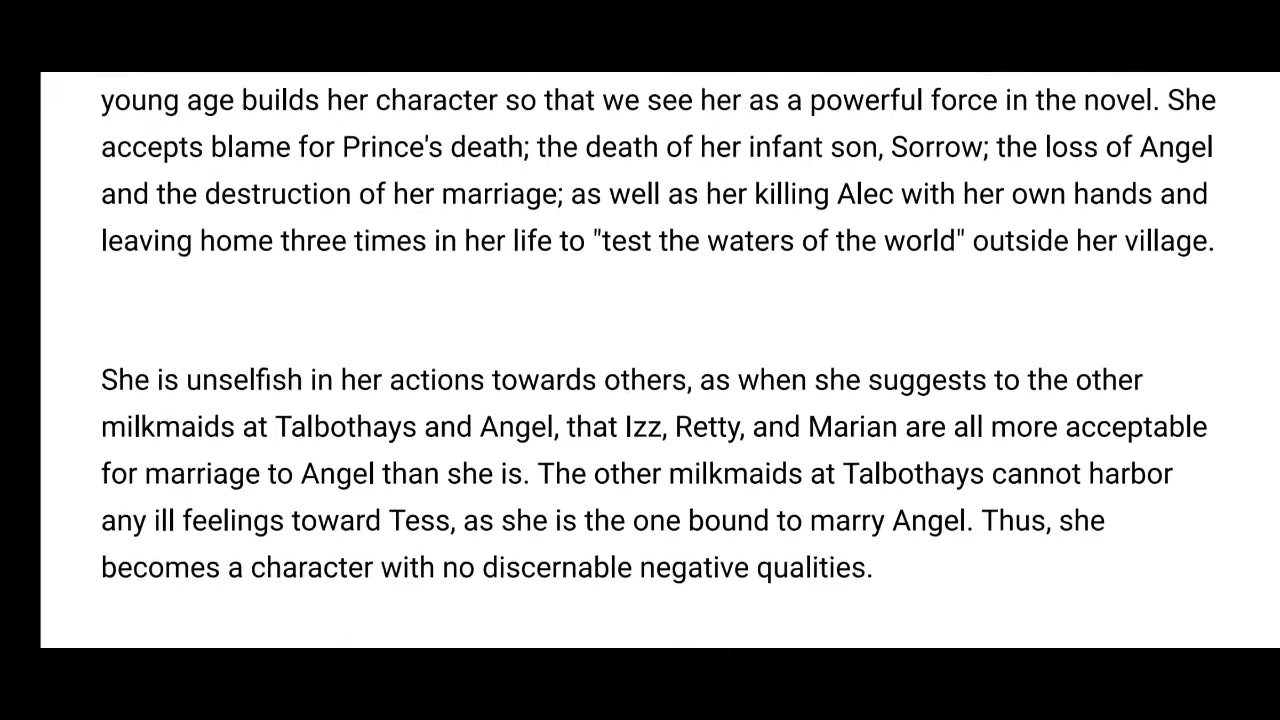 young age builds her character so that we see her as a powerful force in the novel. She
accepts blame for Prince's death; the death of her infant son, Sorrow; the loss of Angel
and the destruction of her marriage; as well as her killing Alec with her own hands and
leaving home three times in her life to "test the waters of the world" outside her village.
She is unselfish in her actions towards others, as when she suggests to the other
milkmaids at Talbothays and Angel, that Izz, Retty, and Marian are all more acceptable
for marriage to Angel than she is. The other milkmaids at Talbothays cannot harbor
any ill feelings toward Tess, as she is the one bound to marry Angel. Thus, she
becomes a character with no discernable negative qualities.